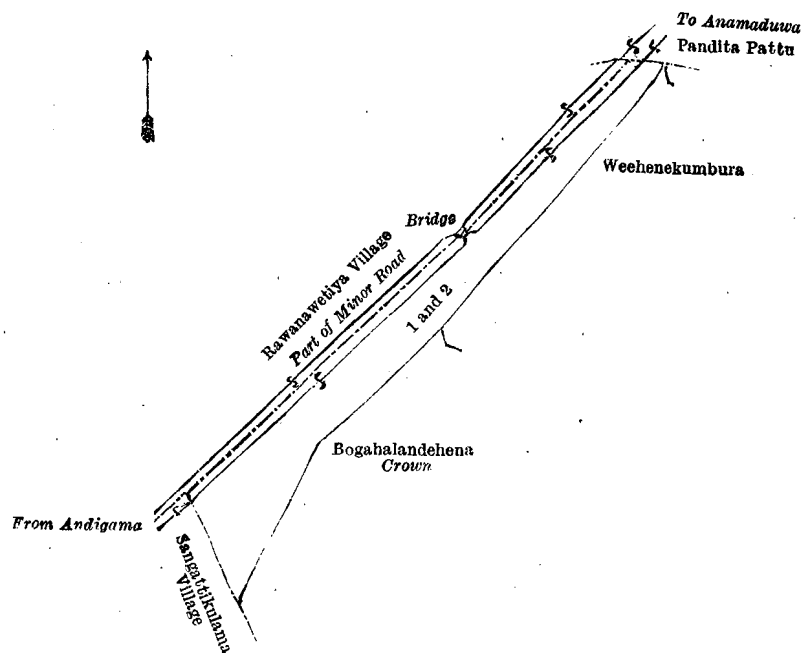 To Anamaduwa
Pandita Pattu
Weehenekumbura
Bridge
Rawanawetiya Village
Part of Minor Road
1 and 2
Bogahalandehena
Crown
From Andigama
Sangattikulama
Village